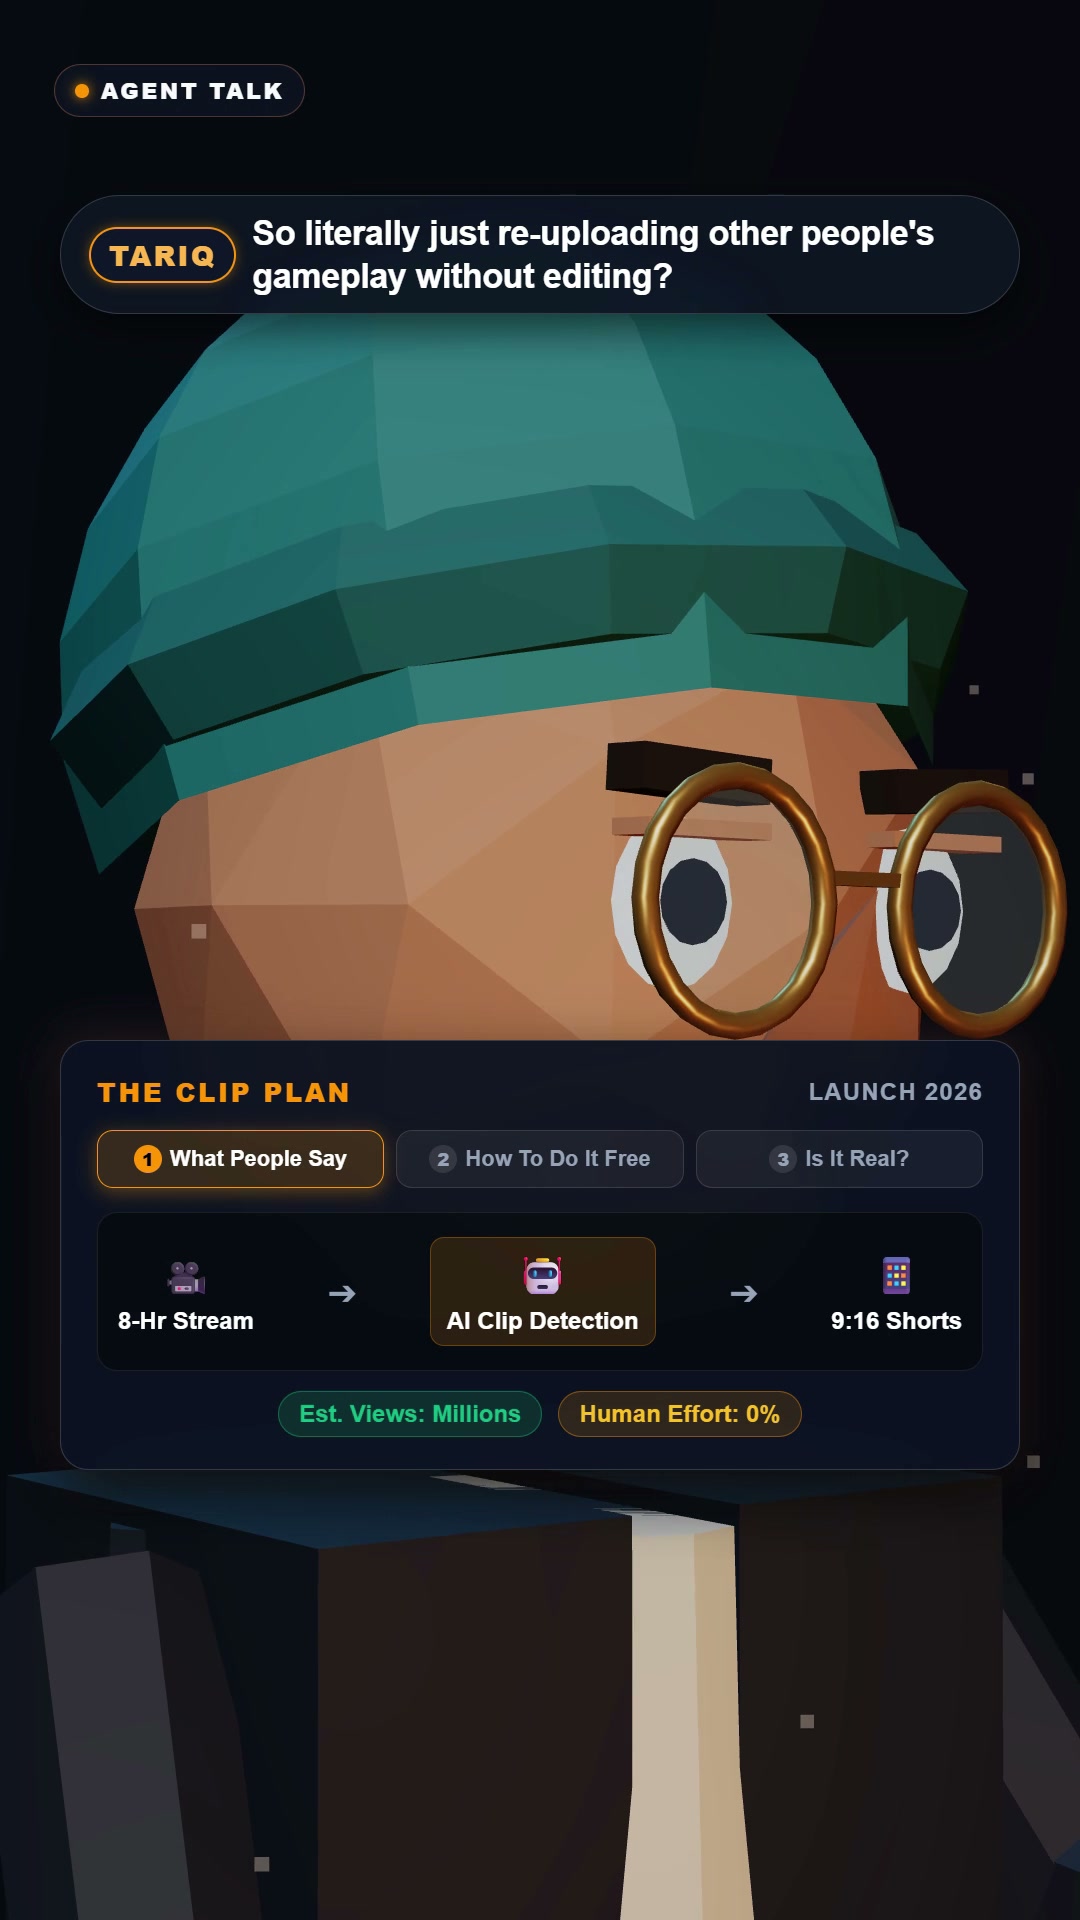 AGENT TALK
TARIQ
So literally just re-uploading other people's
gameplay without editing?
THE CLIP PLAN
LAUNCH 2026
1 What People Say
2 How To Do It Free
3 Is It Real?
8-Hr Stream
➔
AI Clip Detection
➔
9:16 Shorts
Est. Views: Millions
Human Effort: 0%